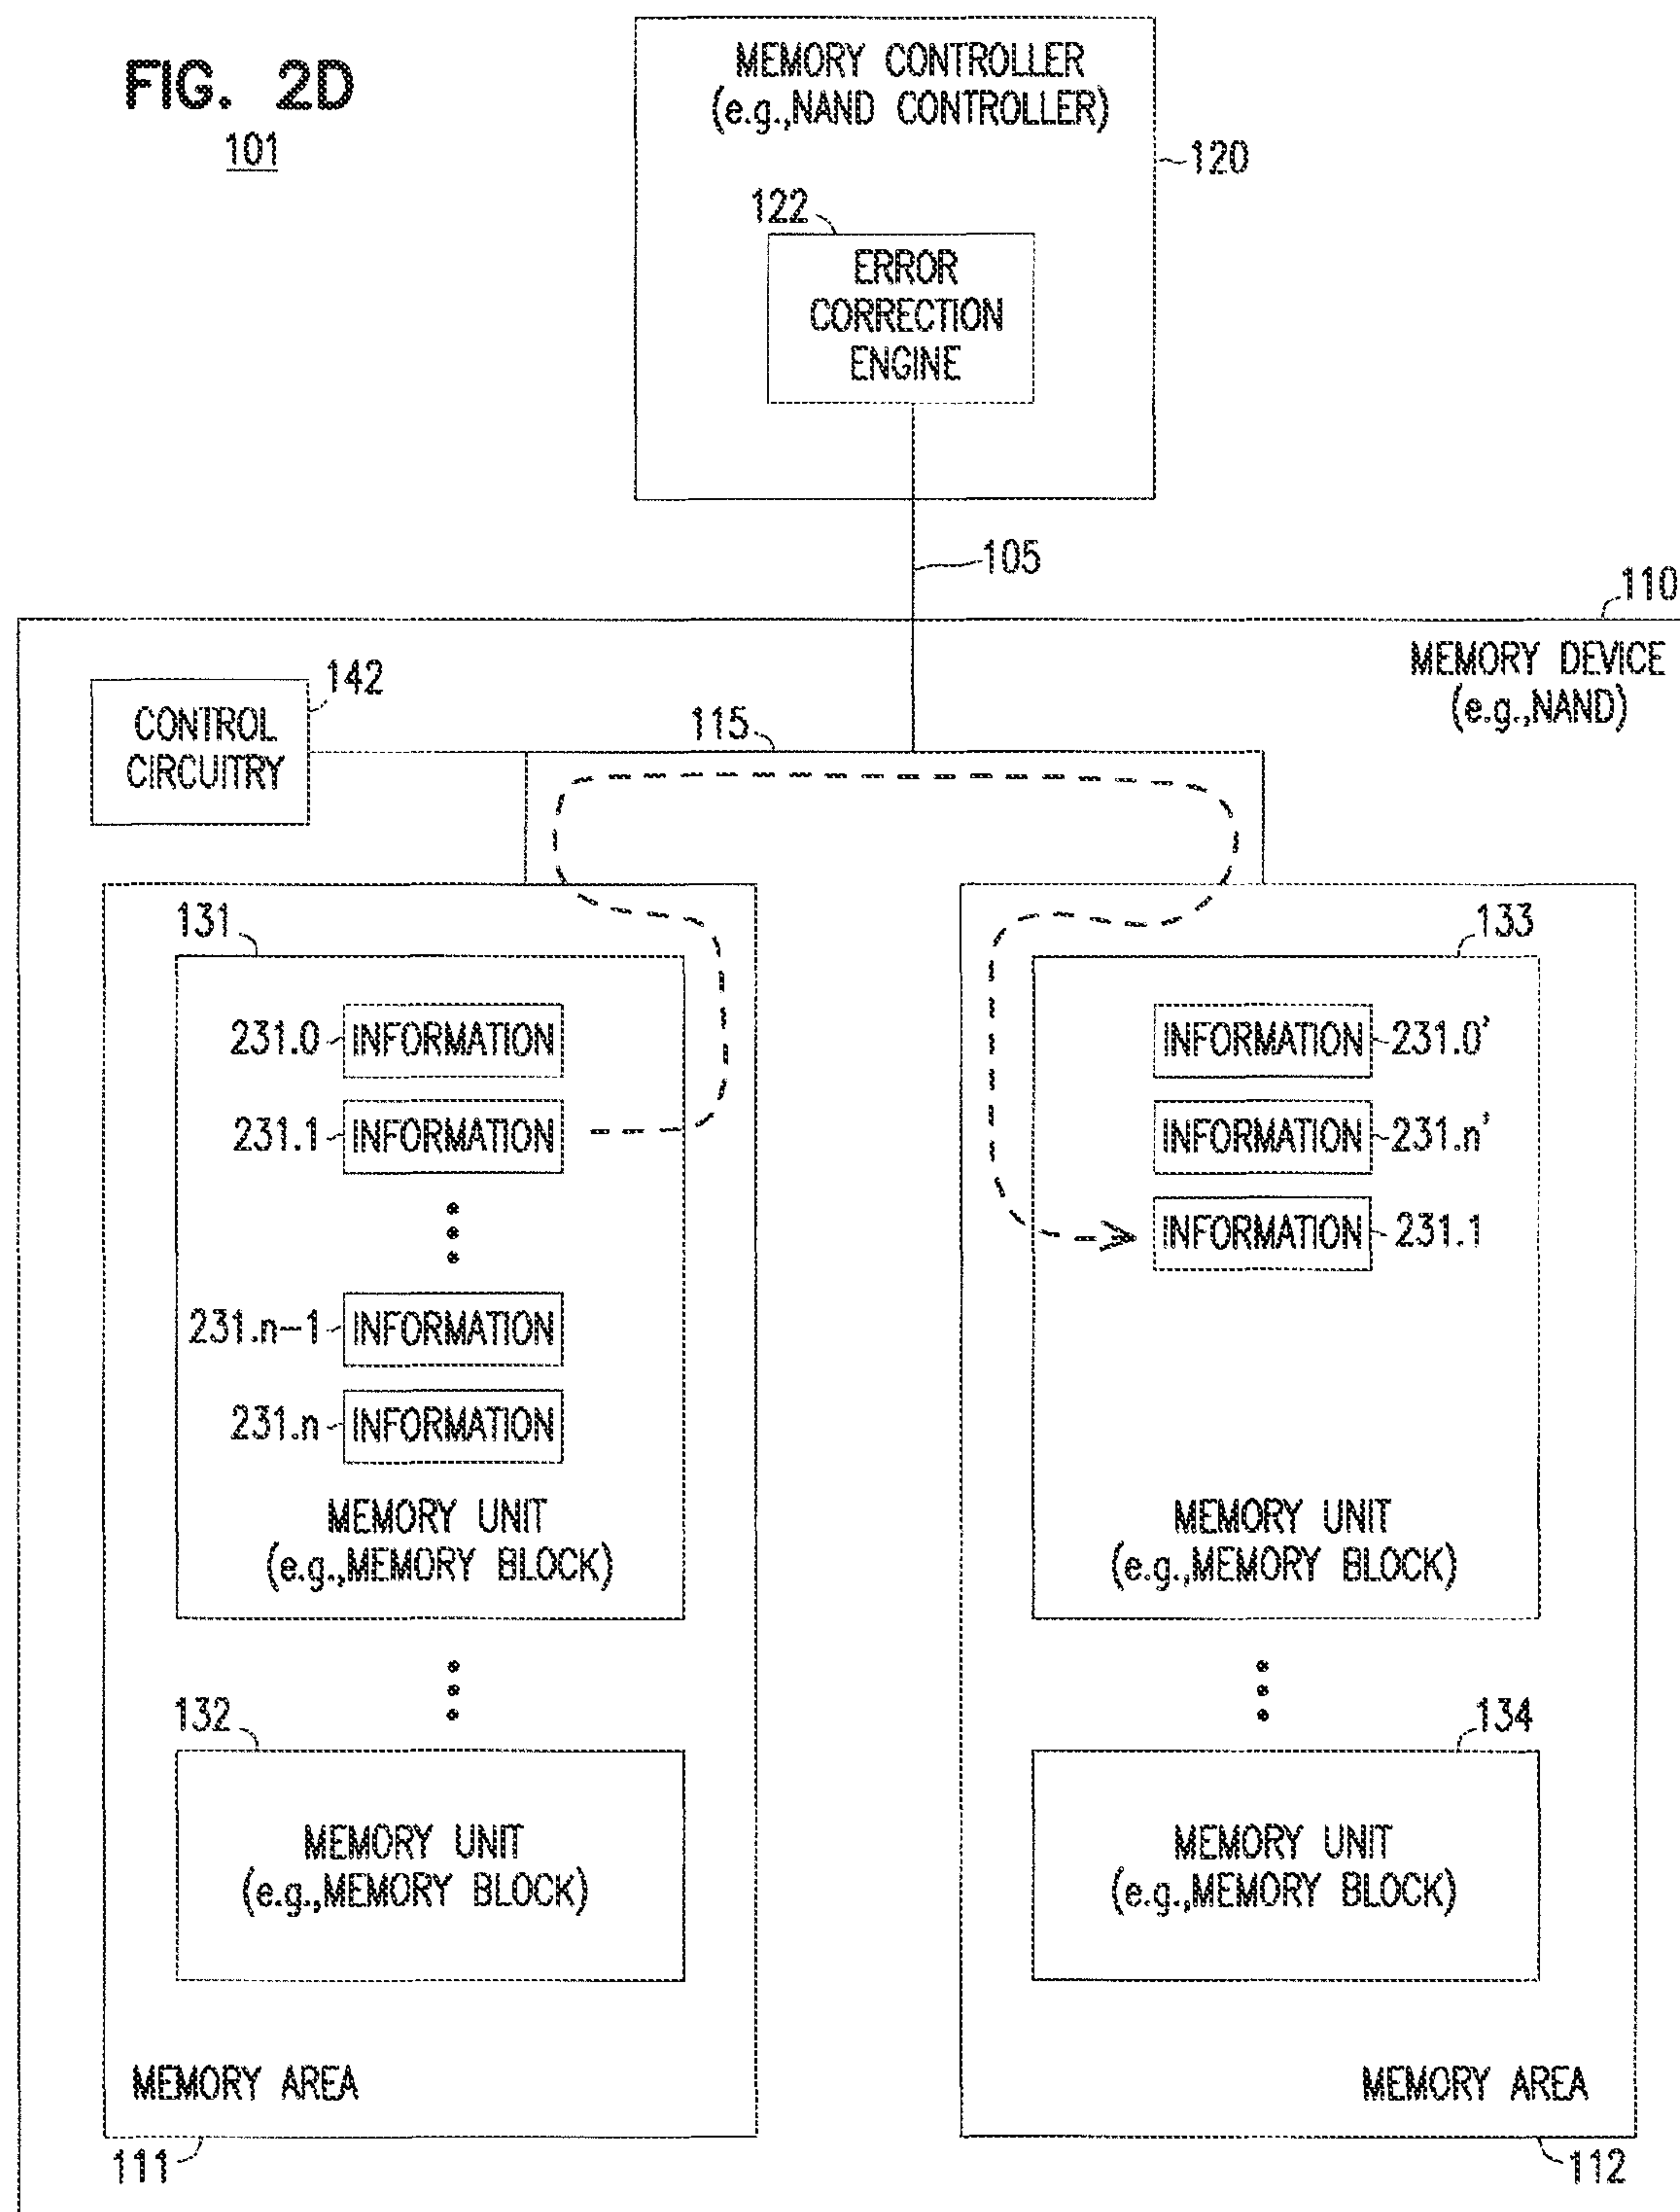 FIG. 2D
101
MEMORY CONTROLLER
(e.g.,NAND CONTROLLER)
120
122
ERROR
CORRECTION
ENGINE
105
110
MEMORY DEVICE
(e.g.,NAND)
142
CONTROL
CIRCUITRY
115
131
231.0 INFORMATION
231.1 INFORMATION
231.n-1 INFORMATION
231.n INFORMATION
MEMORY UNIT
(e.g.,MEMORY BLOCK)
132
MEMORY UNIT
(e.g.,MEMORY BLOCK)
MEMORY AREA
111
133
INFORMATION 231.0'
INFORMATION 231.n'
INFORMATION 231.1
MEMORY UNIT
(e.g.,MEMORY BLOCK)
134
MEMORY UNIT
(e.g.,MEMORY BLOCK)
MEMORY AREA
112